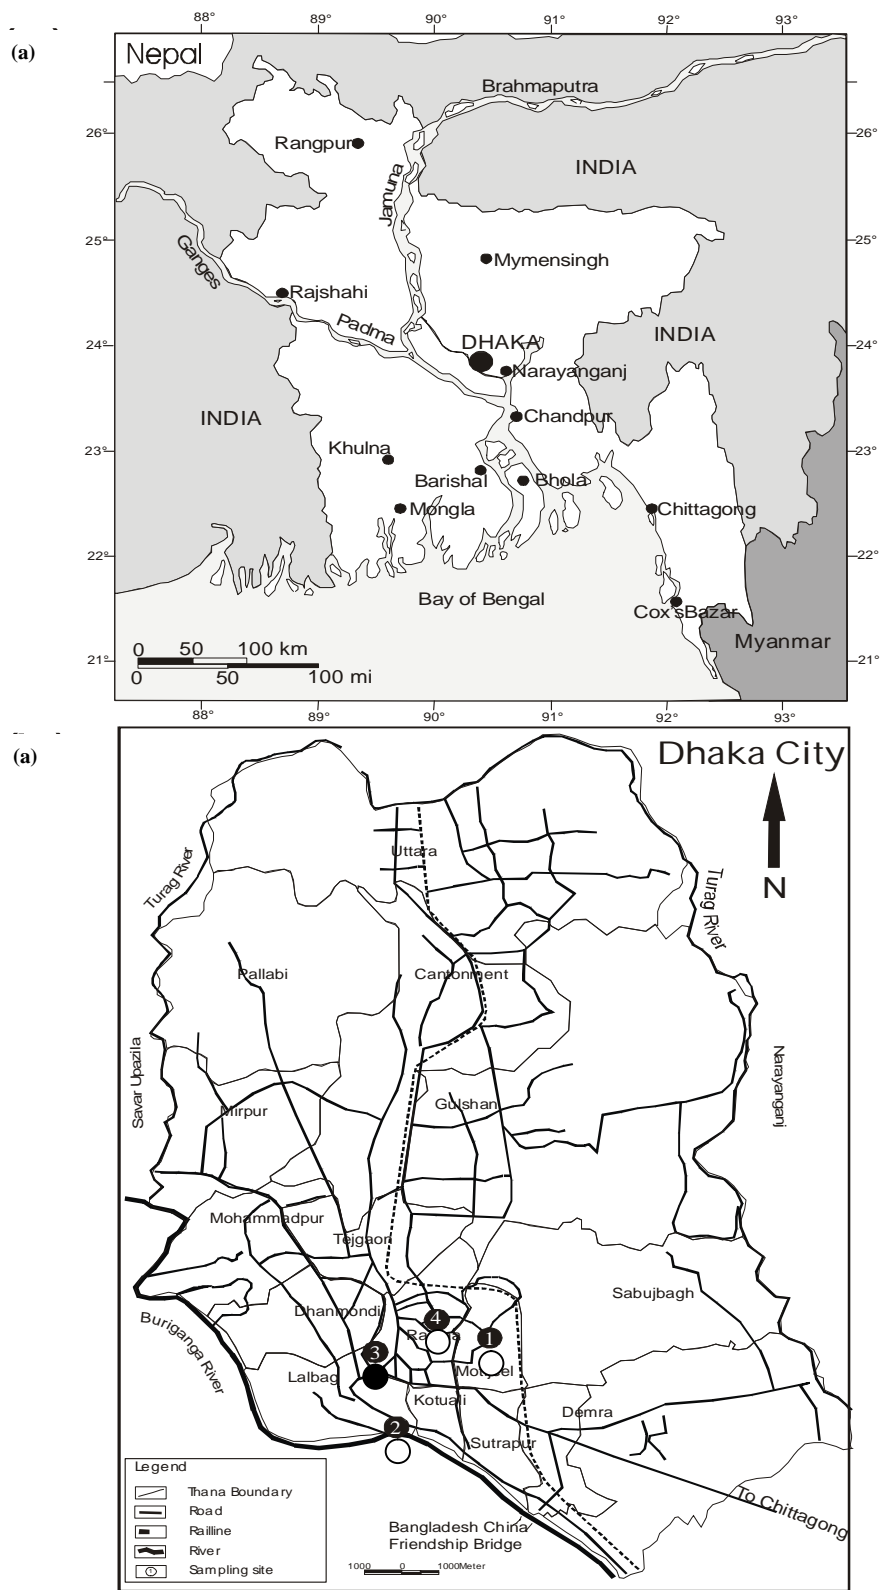 88° 89° 90° 91° 92° 93°
(a)
Nepal
Brahmaputra
26° 26°
Rangpur
INDIA
Jamuna
25° 25°
Ganges
Mymensingh
Rajshahi
Padma
INDIA
24° 24°
DHAKA
Narayanganj
INDIA
Chandpur
23° 23°
Khulna
Barishal
Bhola
Mongla
Chittagong
22° 22°
Bay of Bengal
Cox'sBazar
Myanmar
0 50 100 km
21° 21°
0 50 100 mi
88° 89° 90° 91° 92° 93°
(a)
Dhaka City
Uttara
Turag River
Turag River
N
Pallabi
Cantonment
Savar Upazila
Narayanganj
Mirpur
Gulshan
Mohammadpur
Tejgaon
Sabujbagh
Dhanmondi
Buriganga River
4
1
3
Lalbag
Kotuali
Demra
2
Sutrapur
Legend
Thana Boundary
Road
Railline
River
Sampling site
To Chittagong
Bangladesh China
Friendship Bridge
1000 0 1000Meter